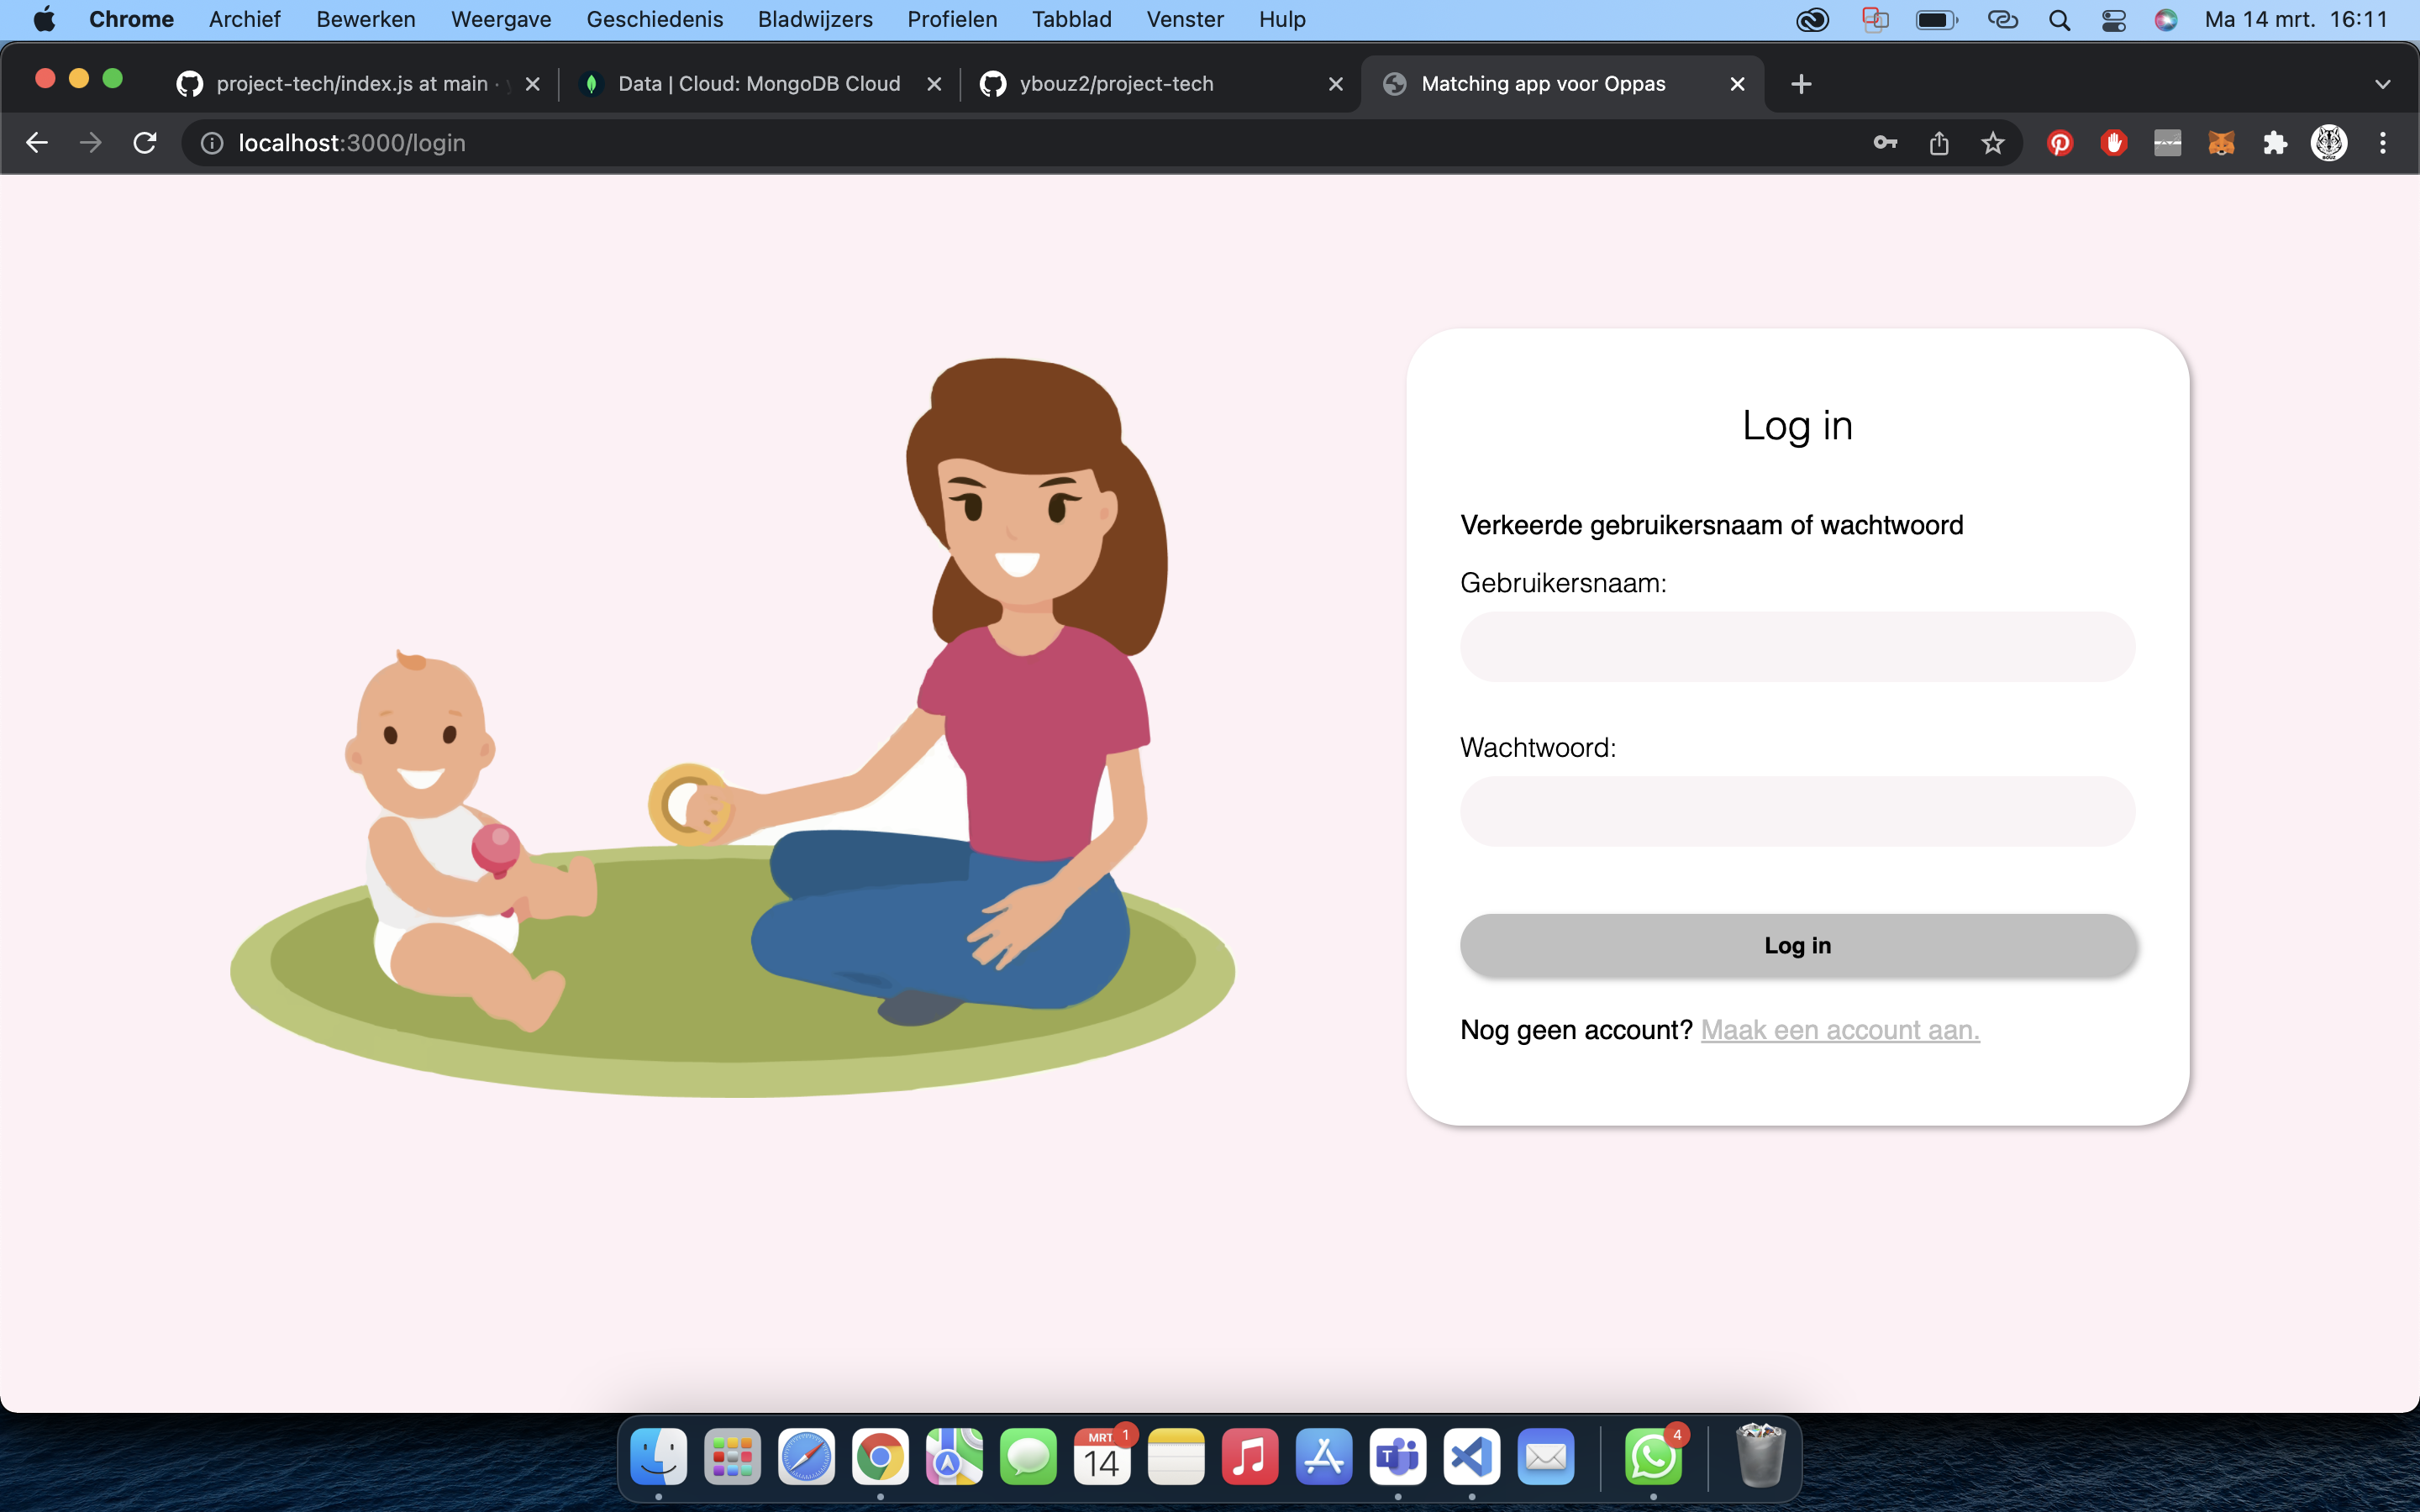 Chrome Archief Bewerken Weergave Geschiedenis Bladwijzers Profielen Tabblad Venster Hulp Ma 14 mrt. 16:11
project-tech/index.js at main · Data | Cloud: MongoDB Cloud ybouz2/project-tech Matching app voor Oppas
localhost:3000/login
Log in
Verkeerde gebruikersnaam of wachtwoord
Gebruikersnaam:
Wachtwoord:
Log in
Nog geen account? Maak een account aan.
MRT. 1
14
4